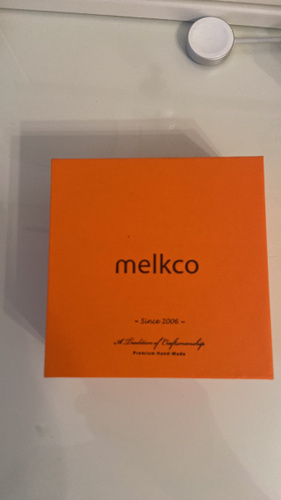 melkco
~ Since 2006 ~
A Tradition of Craftsmanship
Premium Hand-Made